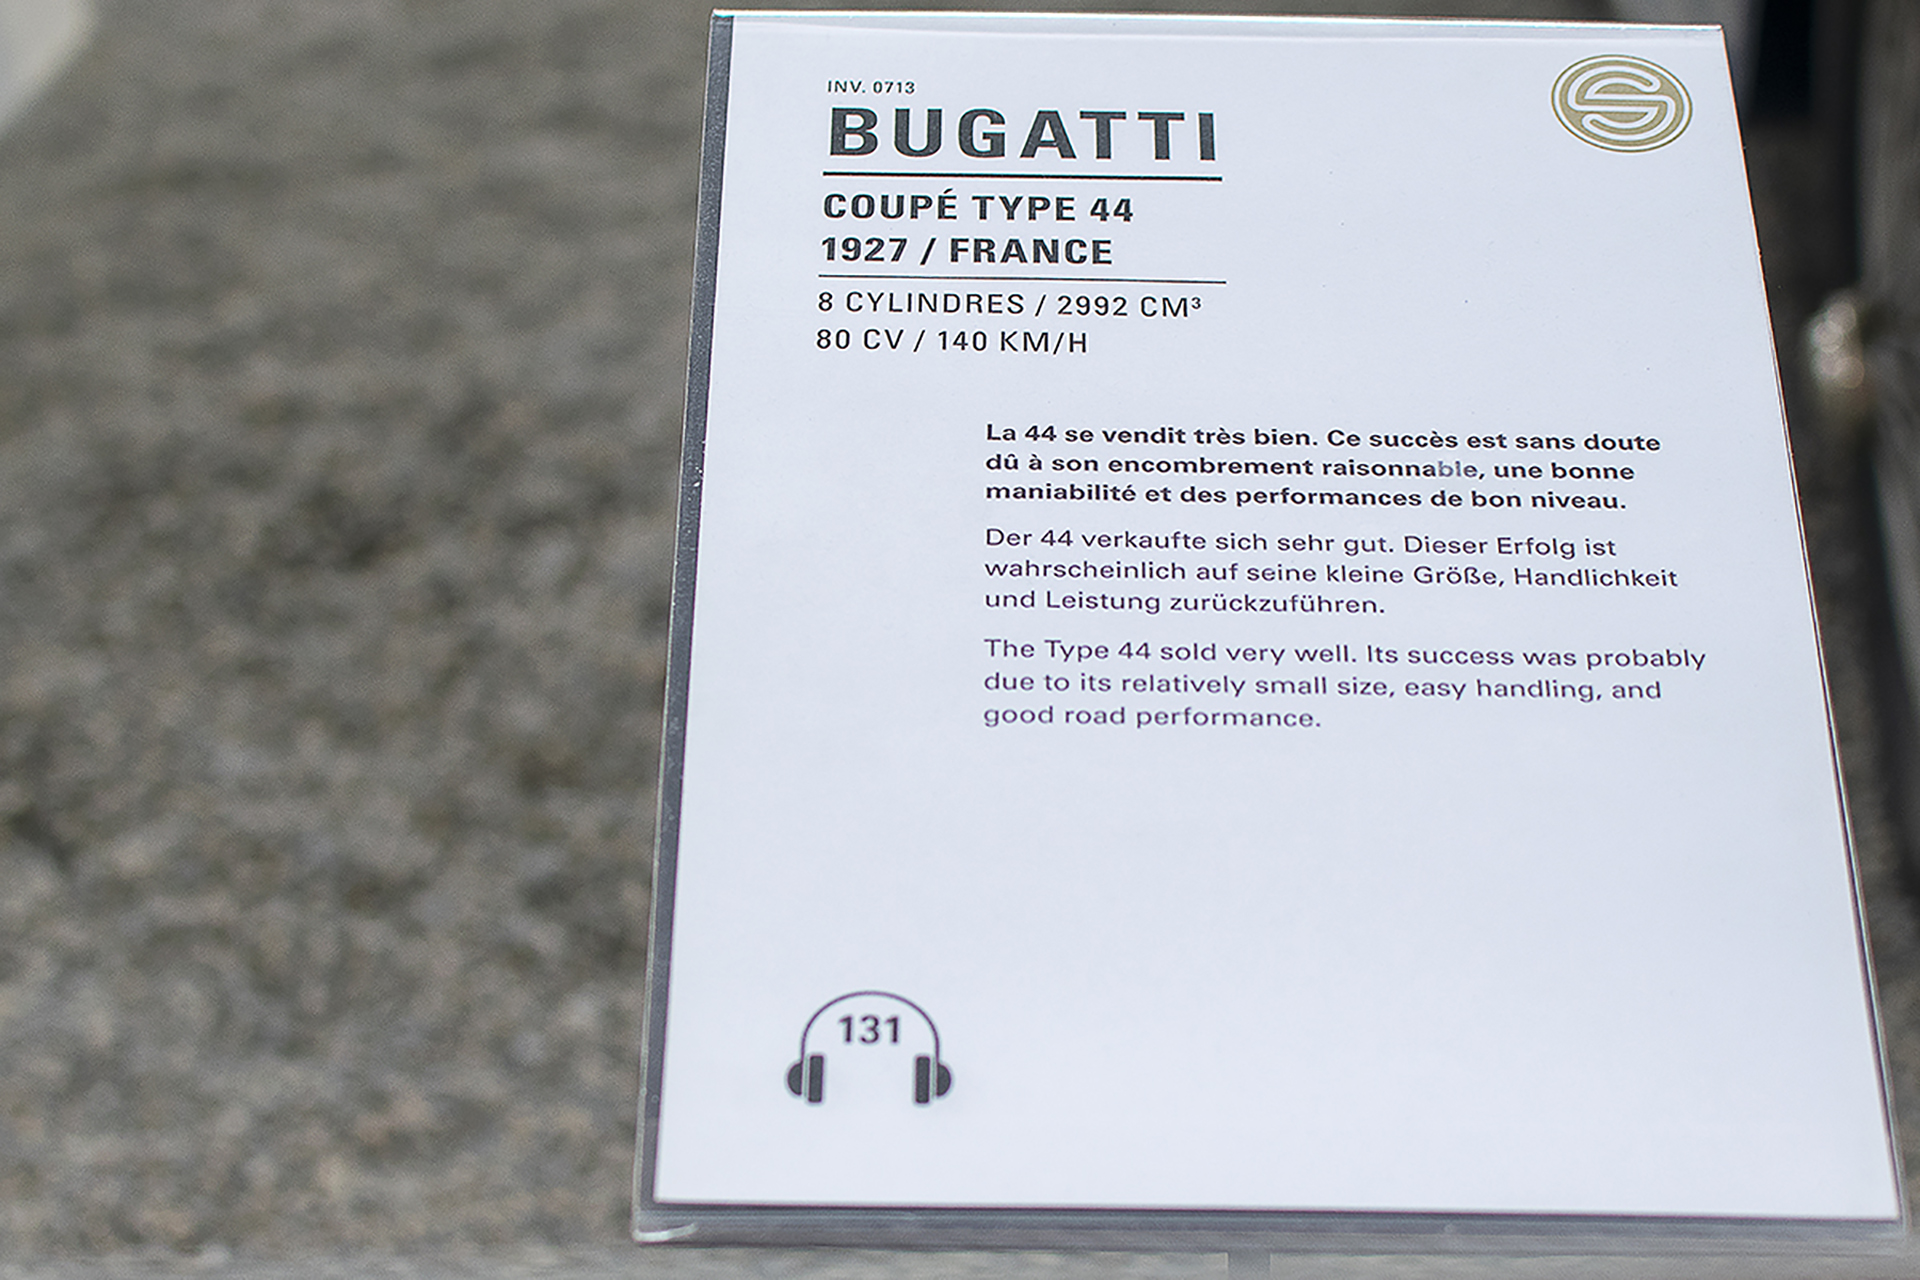 INV. 0713
BUGATTI
COUPÉ TYPE 44
1927 / FRANCE
8 CYLINDRES / 2992 CM³
80 CV / 140 KM/H
La 44 se vendit très bien. Ce succès est sans doute
dû à son encombrement raisonnable, une bonne
maniabilité et des performances de bon niveau.
Der 44 verkaufte sich sehr gut. Dieser Erfolg ist
wahrscheinlich auf seine kleine Größe, Handlichkeit
und Leistung zurückzuführen.
The Type 44 sold very well. Its success was probably
due to its relatively small size, easy handling, and
good road performance.
131